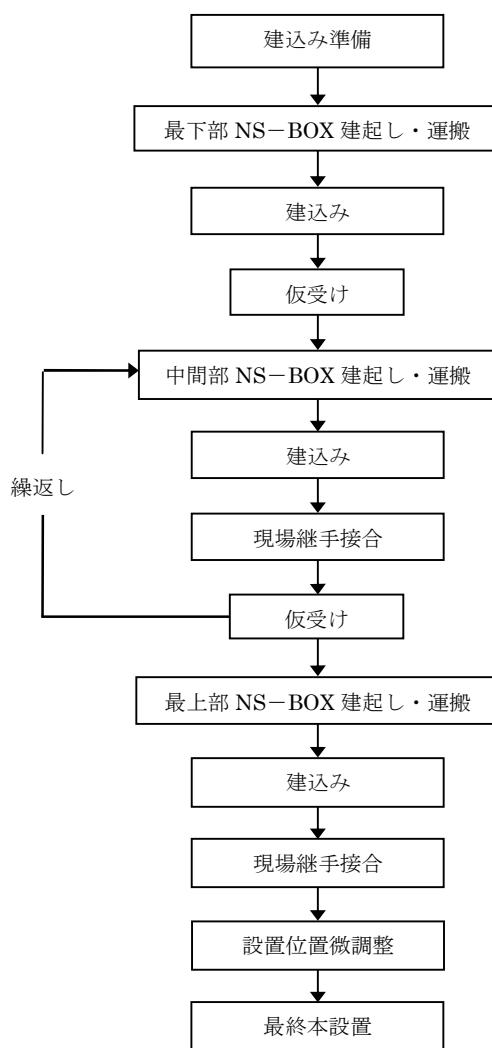 建込み準備
最下部 NS－BOX 建起し・運搬
建込み
仮受け
中間部 NS－BOX 建起し・運搬
建込み
繰返し
現場継手接合
仮受け
最上部 NS－BOX 建起し・運搬
建込み
現場継手接合
設置位置微調整
最終本設置